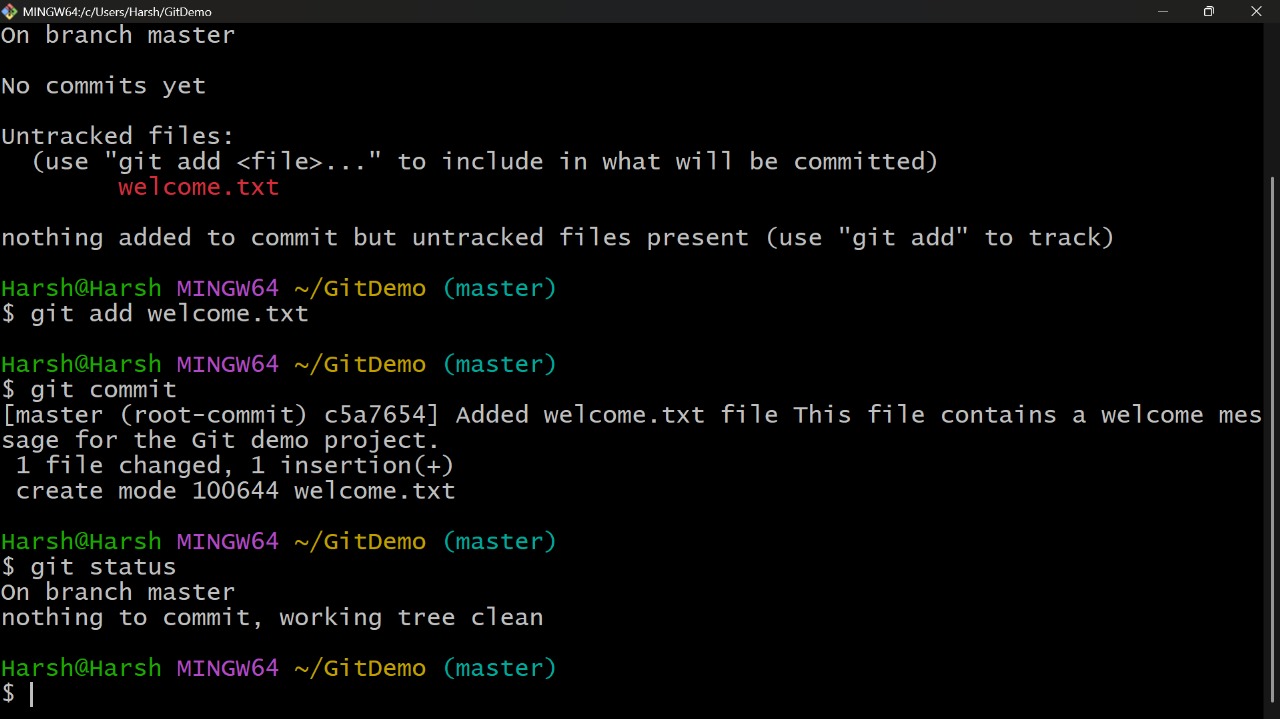 MINGW64:/c/Users/Harsh/GitDemo
On branch master
No commits yet
Untracked files:
  (use "git add <file>..." to include in what will be committed)
        welcome.txt
nothing added to commit but untracked files present (use "git add" to track)
Harsh@Harsh MINGW64 ~/GitDemo (master)
$ git add welcome.txt
Harsh@Harsh MINGW64 ~/GitDemo (master)
$ git commit
[master (root-commit) c5a7654] Added welcome.txt file This file contains a welcome mes
sage for the Git demo project.
 1 file changed, 1 insertion(+)
 create mode 100644 welcome.txt
Harsh@Harsh MINGW64 ~/GitDemo (master)
$ git status
On branch master
nothing to commit, working tree clean
Harsh@Harsh MINGW64 ~/GitDemo (master)
$